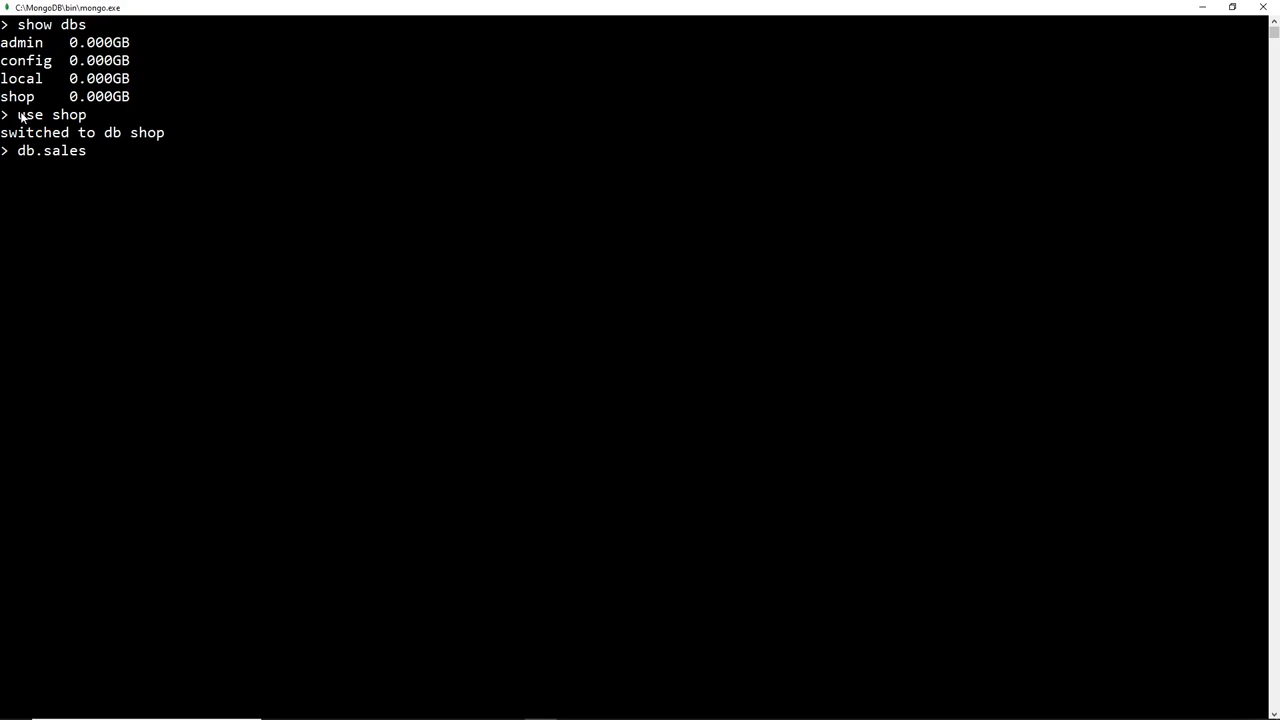 C:\MongoDB\bin\mongo.exe
> show dbs
admin   0.000GB
config  0.000GB
local   0.000GB
shop    0.000GB
> use shop
switched to db shop
> db.sales